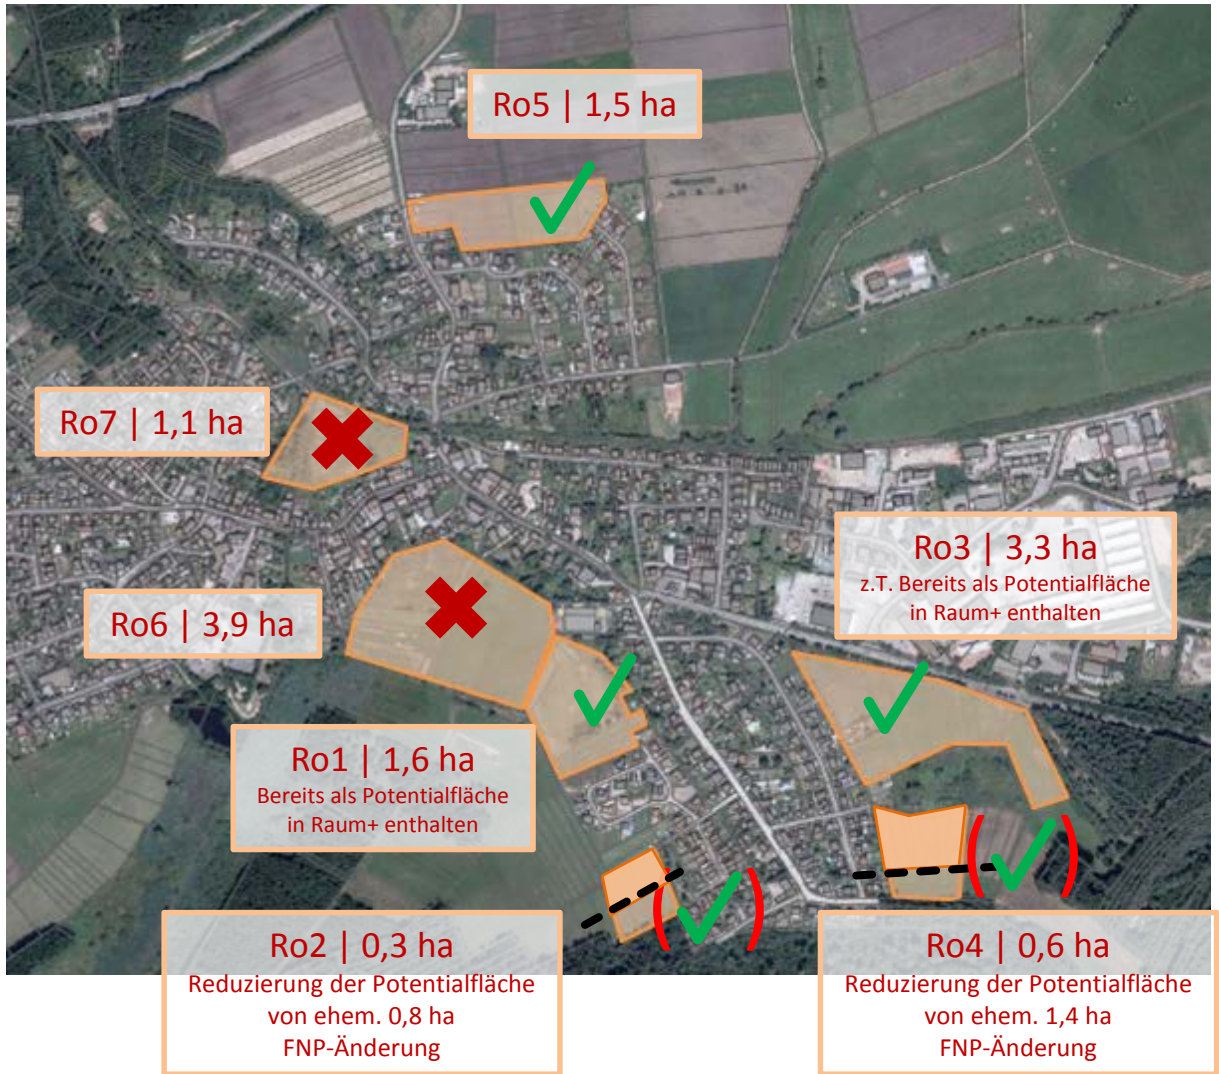 Ro5 | 1,5 ha
Ro7 | 1,1 ha
Ro3 | 3,3 ha
z.T. Bereits als Potentialfläche
in Raum+ enthalten
Ro6 | 3,9 ha
Ro1 | 1,6 ha
Bereits als Potentialfläche
in Raum+ enthalten
Ro2 | 0,3 ha
Reduzierung der Potentialfläche
von ehem. 0,8 ha
FNP-Änderung
Ro4 | 0,6 ha
Reduzierung der Potentialfläche
von ehem. 1,4 ha
FNP-Änderung